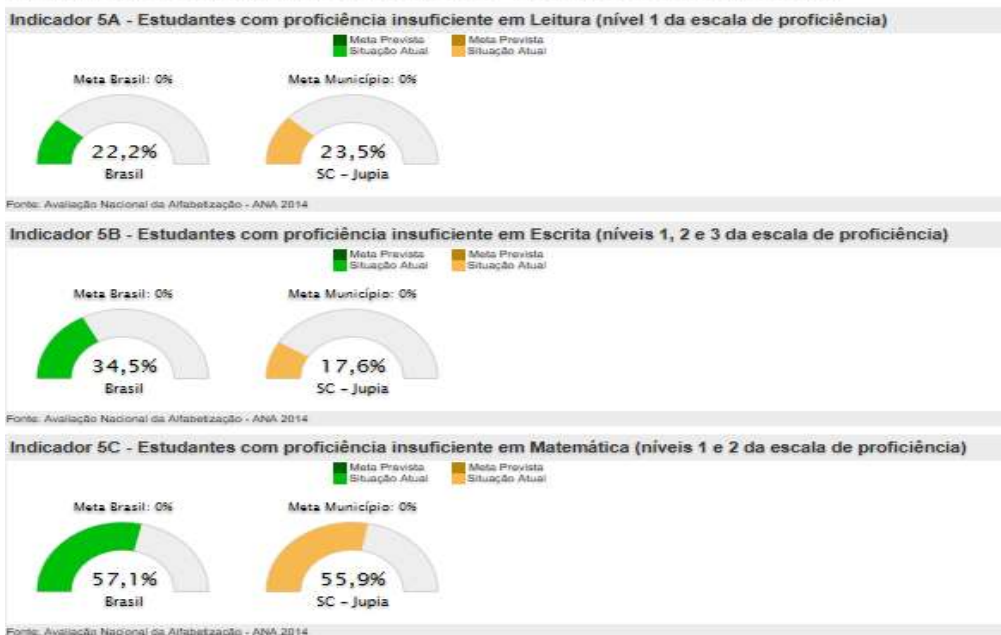 Indicador 5A - Estudantes com proficiência insuficiente em Leitura (nível 1 da escala de proficiência)
Meta Prevista Meta Prevista
Situação Atual Situação Atual
Meta Brasil: 0% Meta Município: 0%
22,2% 23,5%
Brasil SC - Jupia
Fonte: Avaliação Nacional da Alfabetização - ANA 2014
Indicador 5B - Estudantes com proficiência insuficiente em Escrita (níveis 1, 2 e 3 da escala de proficiência)
Meta Prevista Meta Prevista
Situação Atual Situação Atual
Meta Brasil: 0% Meta Município: 0%
34,5% 17,6%
Brasil SC - Jupia
Fonte: Avaliação Nacional da Alfabetização - ANA 2014
Indicador 5C - Estudantes com proficiência insuficiente em Matemática (níveis 1 e 2 da escala de proficiência)
Meta Prevista Meta Prevista
Situação Atual Situação Atual
Meta Brasil: 0% Meta Município: 0%
57,1% 55,9%
Brasil SC - Jupia
Fonte: Avaliação Nacional da Alfabetização - ANA 2014